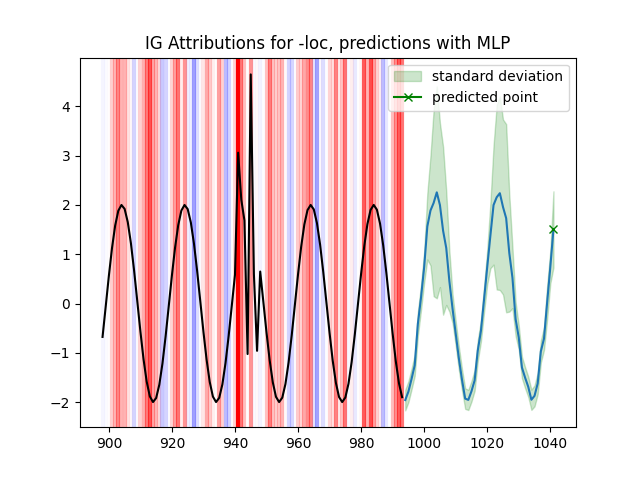 IG Attributions for -loc, predictions with MLP
standard deviation
predicted point
4
3
2
1
0
−1
−2
900 920 940 960 980 1000 1020 1040